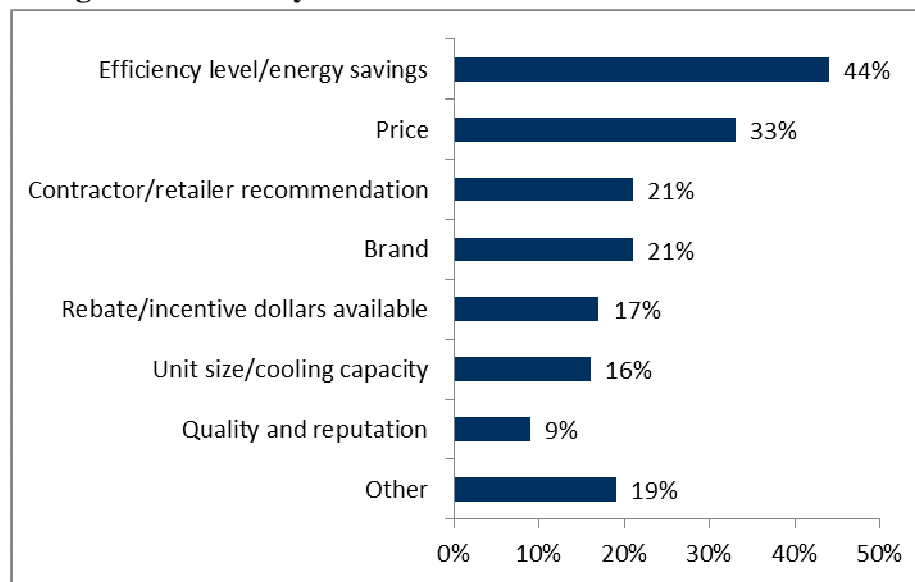 Efficiency level/energy savings 44%
Price 33%
Contractor/retailer recommendation 21%
Brand 21%
Rebate/incentive dollars available 17%
Unit size/cooling capacity 16%
Quality and reputation 9%
Other 19%
0% 10% 20% 30% 40% 50%